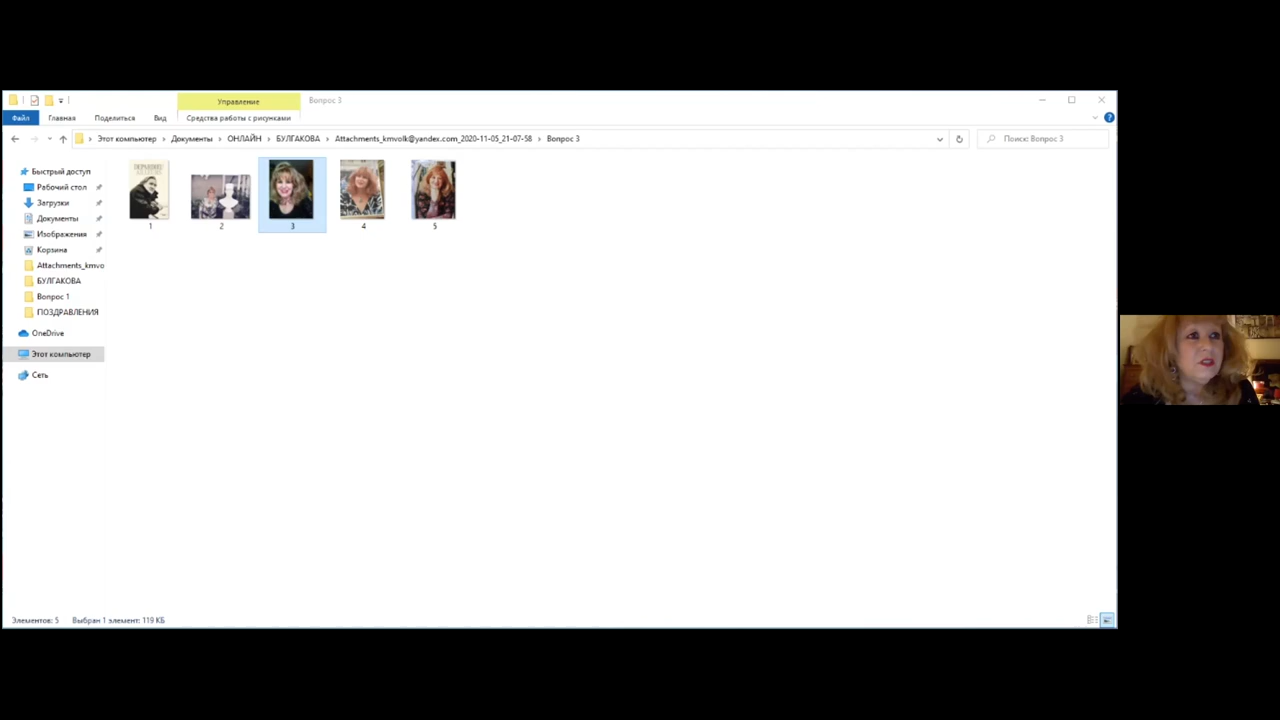 Управление
Вопрос 3
Файл
Главная
Поделиться
Вид
Средства работы с рисунками
Этот компьютер
Документы
ОНЛАЙН
БУЛГАКОВА
Attachments_kmvolk@yandex.com_2020-11-05_21-07-58
Вопрос 3
Поиск: Вопрос 3
Быстрый доступ
Рабочий стол
Загрузки
Документы
Изображения
Корзина
Attachments_kmvo
БУЛГАКОВА
Вопрос 1
ПОЗДРАВЛЕНИЯ
OneDrive
Этот компьютер
Сеть
1
2
3
4
5
Элементов: 5
Выбран 1 элемент: 119 КБ